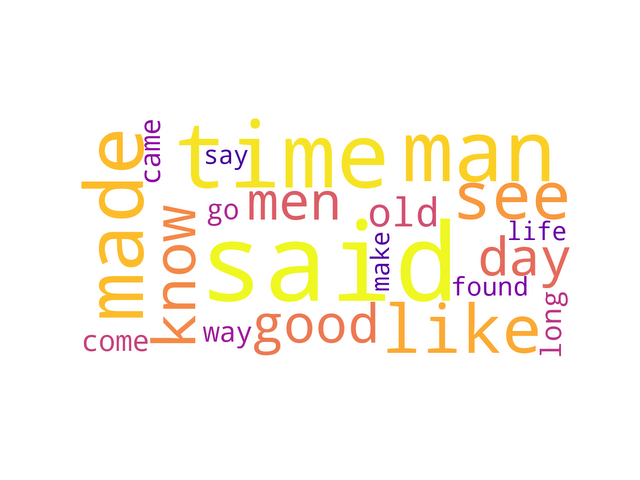 came
time
man
made
say
see
men
go
old
know
life
said
make
day
found
long
like
good
way
come